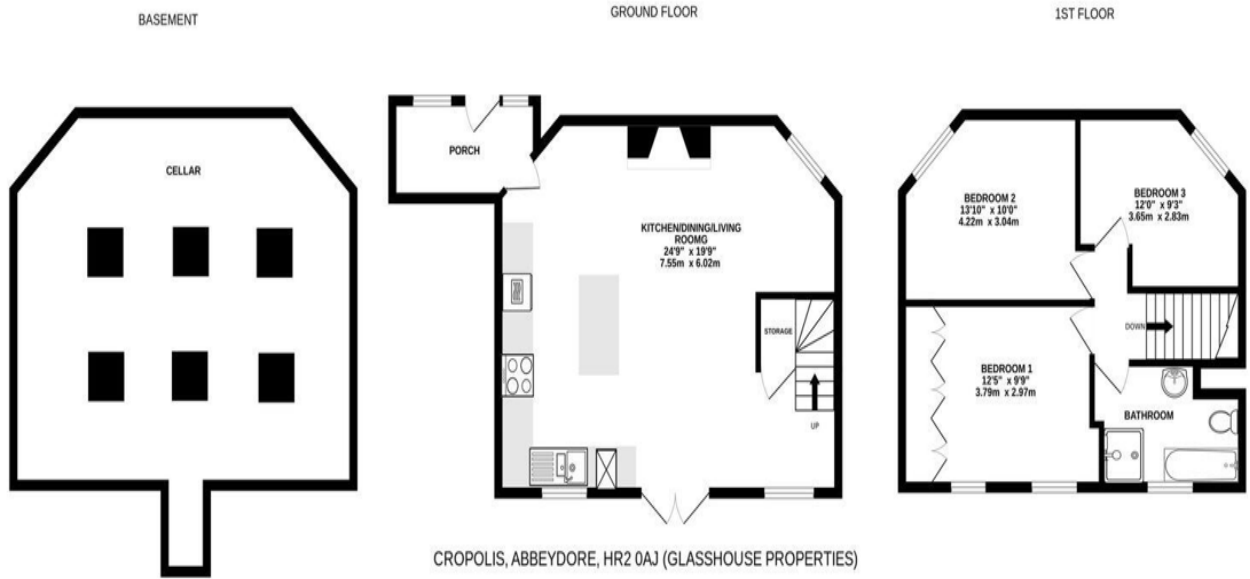 BASEMENT
GROUND FLOOR
1ST FLOOR
CELLAR
PORCH
KITCHEN/DINING/LIVING
ROOMG
24'9" x 19'9"
7.55m x 6.02m
STORAGE
UP
BEDROOM 2
13'10" x 10'0"
4.22m x 3.04m
BEDROOM 3
12'0" x 9'3"
3.65m x 2.83m
DOWN
BEDROOM 1
12'5" x 9'9"
3.79m x 2.97m
BATHROOM
CROPOLIS, ABBEYDORE, HR2 0AJ (GLASSHOUSE PROPERTIES)